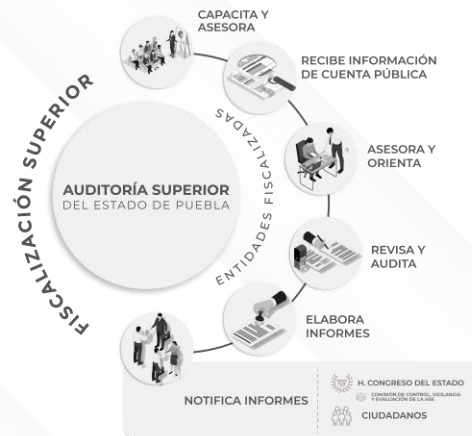 CAPACITA Y
ASESORA
RECIBE INFORMACIÓN
DE CUENTA PÚBLICA
FISCALIZACIÓN SUPERIOR
ENTIDADES FISCALIZADAS
ASESORA Y
ORIENTA
AUDITORÍA SUPERIOR
DEL ESTADO DE PUEBLA
REVISA Y
AUDITA
ELABORA
INFORMES
NOTIFICA INFORMES
H. CONGRESO DEL ESTADO
COMISIÓN DE CONTROL, VIGILANCIA
Y EVALUACIÓN DE LA ASE
CIUDADANOS